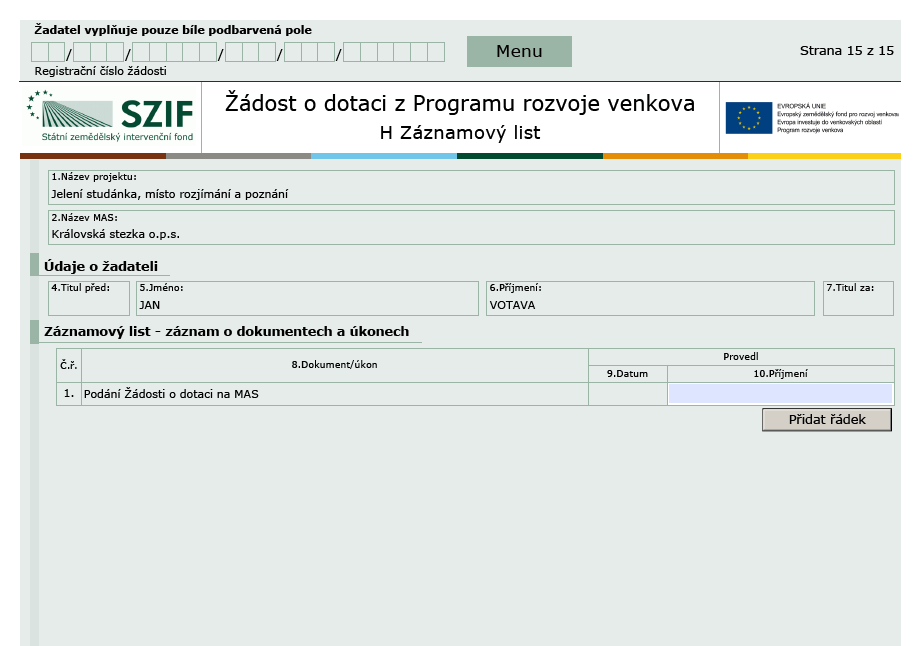 Žadatel vyplňuje pouze bíle podbarvená pole
/ / / / / /
Menu
Strana 15 z 15
Registrační číslo žádosti
SZIF
Státní zemědělský intervenční fond
Žádost o dotaci z Programu rozvoje venkova
H Záznamový list
EVROPSKÁ UNIE
Evropský zemědělský fond pro rozvoj venkova
Evropa investuje do venkovských oblastí
Program rozvoje venkova
1.Název projektu:
Jelení studánka, místo rozjímání a poznání
2.Název MAS:
Královská stezka o.p.s.
Údaje o žadateli
4.Titul před: 5.Jméno: 6.Příjmení: 7.Titul za:
JAN VOTAVA
Záznamový list - záznam o dokumentech a úkonech
Č.ř. 8.Dokument/úkon Provedl
9.Datum 10.Příjmení
1. Podání Žádosti o dotaci na MAS
Přidat řádek